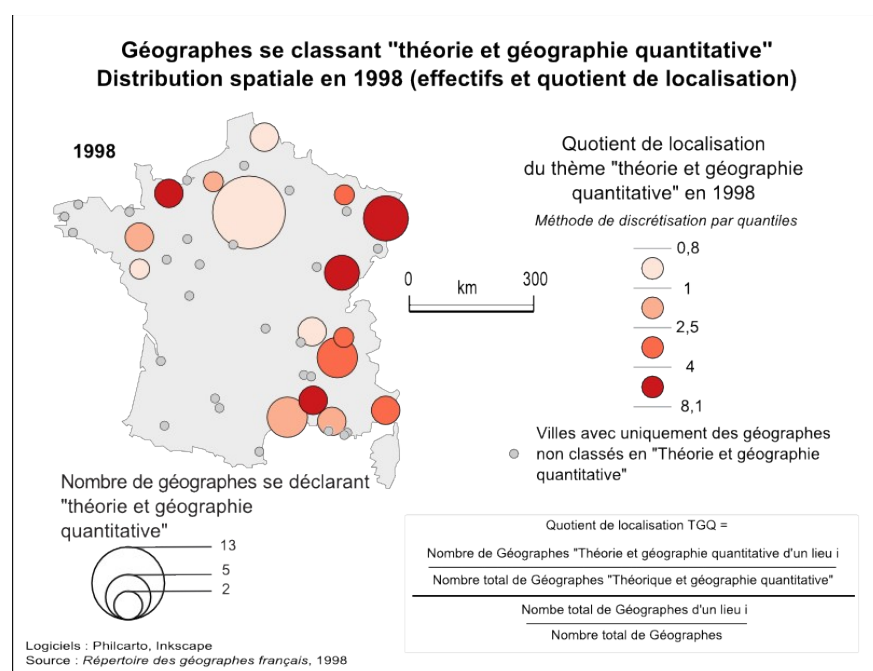 Géographes se classant "théorie et géographie quantitative"
Distribution spatiale en 1998 (effectifs et quotient de localisation)
1998
Quotient de localisation
du thème "théorie et géographie
quantitative" en 1998
Méthode de discrétisation par quantiles
0,8
1
2,5
4
8,1
0
km
300
Villes avec uniquement des géographes
non classés en "Théorie et géographie
quantitative"
Nombre de géographes se déclarant
"théorie et géographie
quantitative"
13
5
2
Quotient de localisation TGQ =
Nombre de Géographes "Théorie et géographie quantitative d'un lieu i
Nombre total de Géographes "Théorique et géographie quantitative"
Nombe total de Géographes d'un lieu i
Nombre total de Géographes
Logiciels : Philcarto, Inkscape
Source : Répertoire des géographes français, 1998